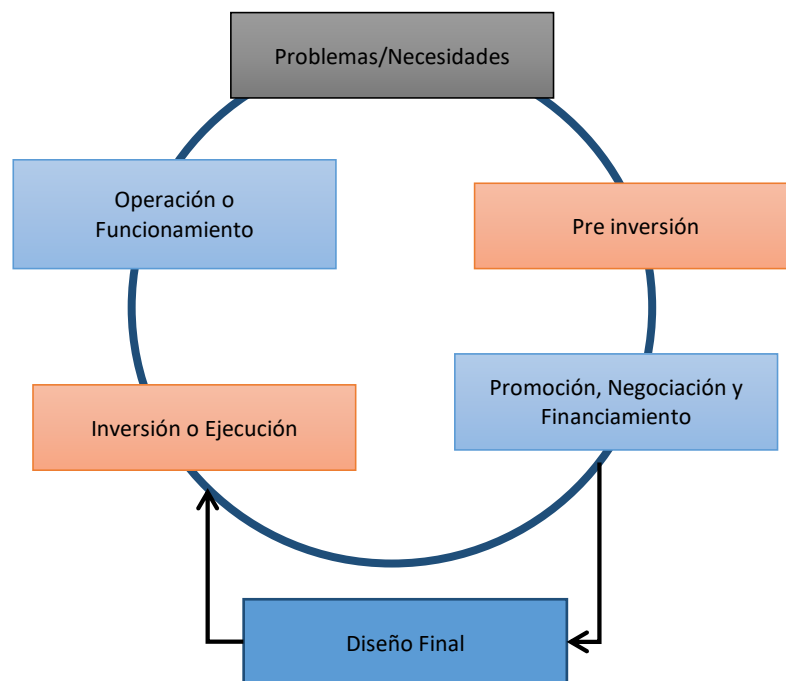 Problemas/Necesidades
Operación o
Funcionamiento
Pre inversión
Promoción, Negociación y
Financiamiento
Inversión o Ejecución
Diseño Final